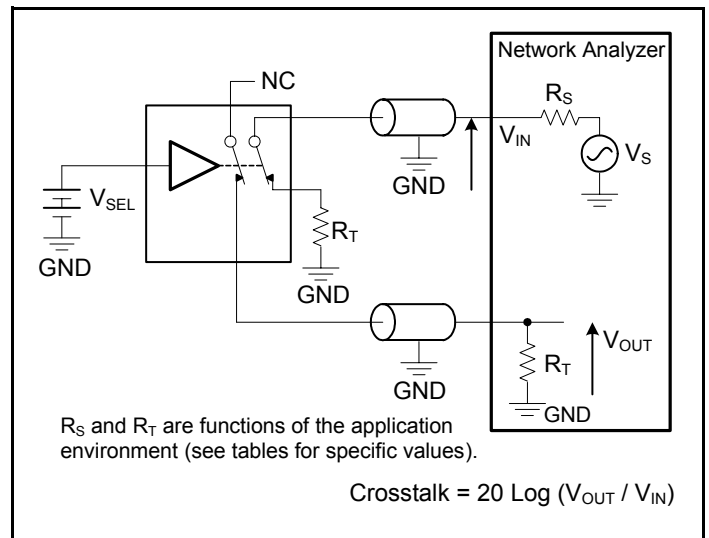 Network Analyzer
NC
R_S
V_IN
V_S
GND
V_SEL
R_T
GND
GND
V_OUT
R_T
GND
GND
R_S and R_T are functions of the application
environment (see tables for specific values).
Crosstalk = 20 Log (V_OUT / V_IN)